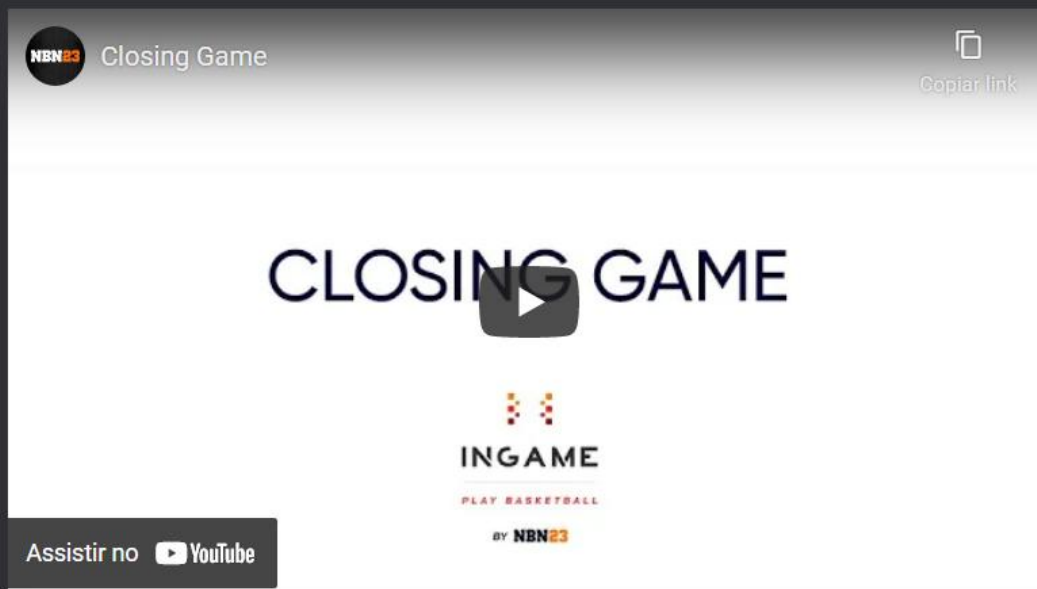 NBN23 Closing Game
Copiar link
CLOSING GAME
INGAME
PLAY BASKETBALL
BY NBN23
Assistir no YouTube